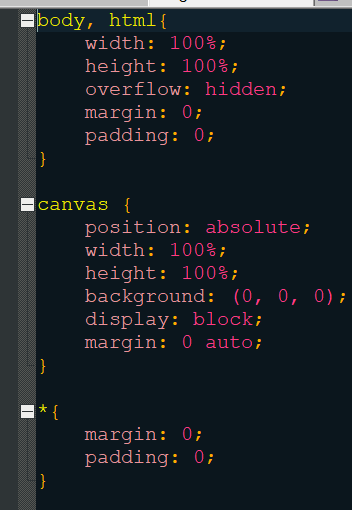 body, html{
width: 100%;
height: 100%;
overflow: hidden;
margin: 0;
padding: 0;
}
canvas {
position: absolute;
width: 100%;
height: 100%;
background: (0, 0, 0);
display: block;
margin: 0 auto;
}
*{
margin: 0;
padding: 0;
}